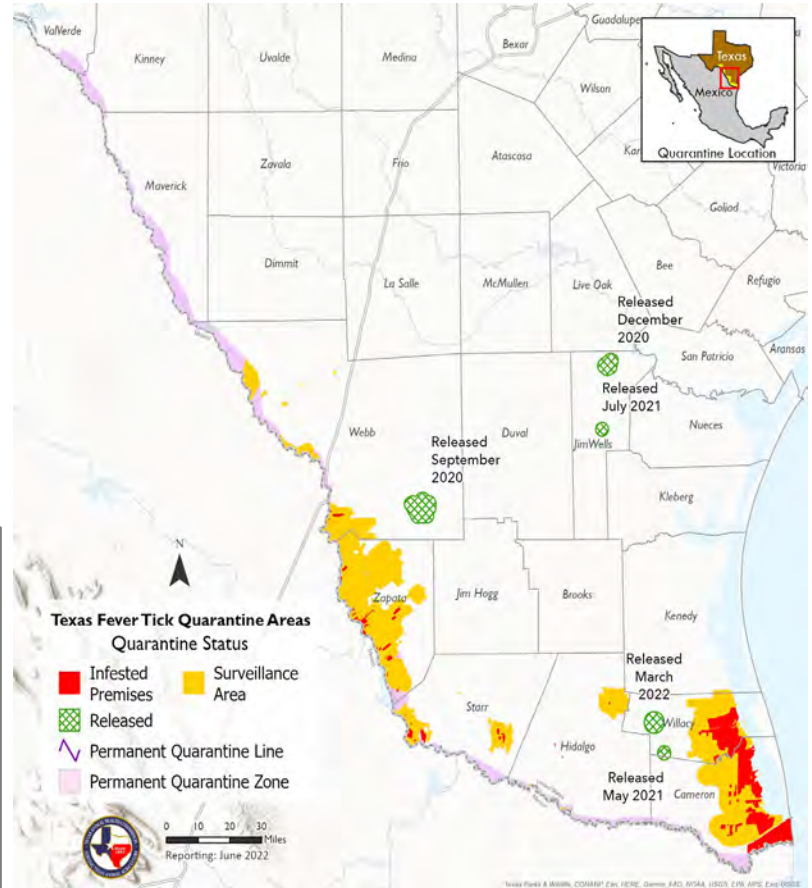 ValVerde
Kinney
Uvalde
Medina
Bexar
Guadalupe
Wilson
Texas
Mexico
Quarantine Location
Victoria
Maverick
Zavala
Frio
Atascosa
Goliad
Dimmit
La Salle
McMullen
Live Oak
Bee
Refugio
Released
December
2020
San Patricio
Aransas
Released
July 2021
Webb
Duval
JimWells
Nueces
Released
September
2020
Kleberg
N
Zapata
Jim Hogg
Brooks
Kenedy
Texas Fever Tick Quarantine Areas
Quarantine Status
Infested
Premises
Surveillance
Area
Released
Permanent Quarantine Line
Permanent Quarantine Zone
Released
March
2022
Starr
Hidalgo
Willacy
Released
May 2021
Cameron
0 10 20 30
Miles
Reporting: June 2022